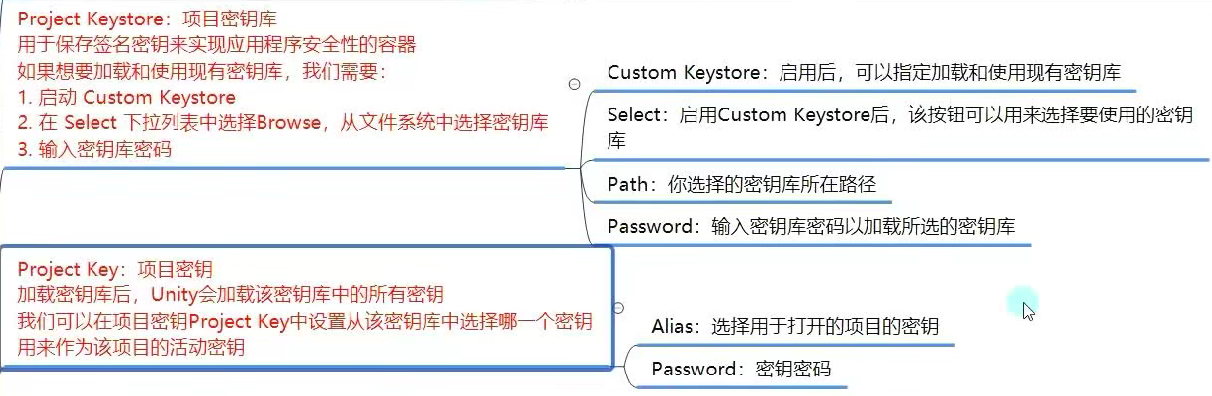 Project Keystore：项目密钥库
用于保存签名密钥来实现应用程序安全性的容器
如果想要加载和使用现有密钥库，我们需要：
1. 启动 Custom Keystore
2. 在 Select 下拉列表中选择Browse，从文件系统中选择密钥库
3. 输入密钥库密码
Custom Keystore：启用后，可以指定加载和使用现有密钥库
Select：启用Custom Keystore后，该按钮可以用来选择要使用的密钥
库
Path：你选择的密钥库所在路径
Password：输入密钥库密码以加载所选的密钥库
Project Key：项目密钥
加载密钥库后，Unity会加载该密钥库中的所有密钥
我们可以在项目密钥Project Key中设置从该密钥库中选择哪一个密钥
用来作为该项目的活动密钥
Alias：选择用于打开的项目的密钥
Password：密钥密码